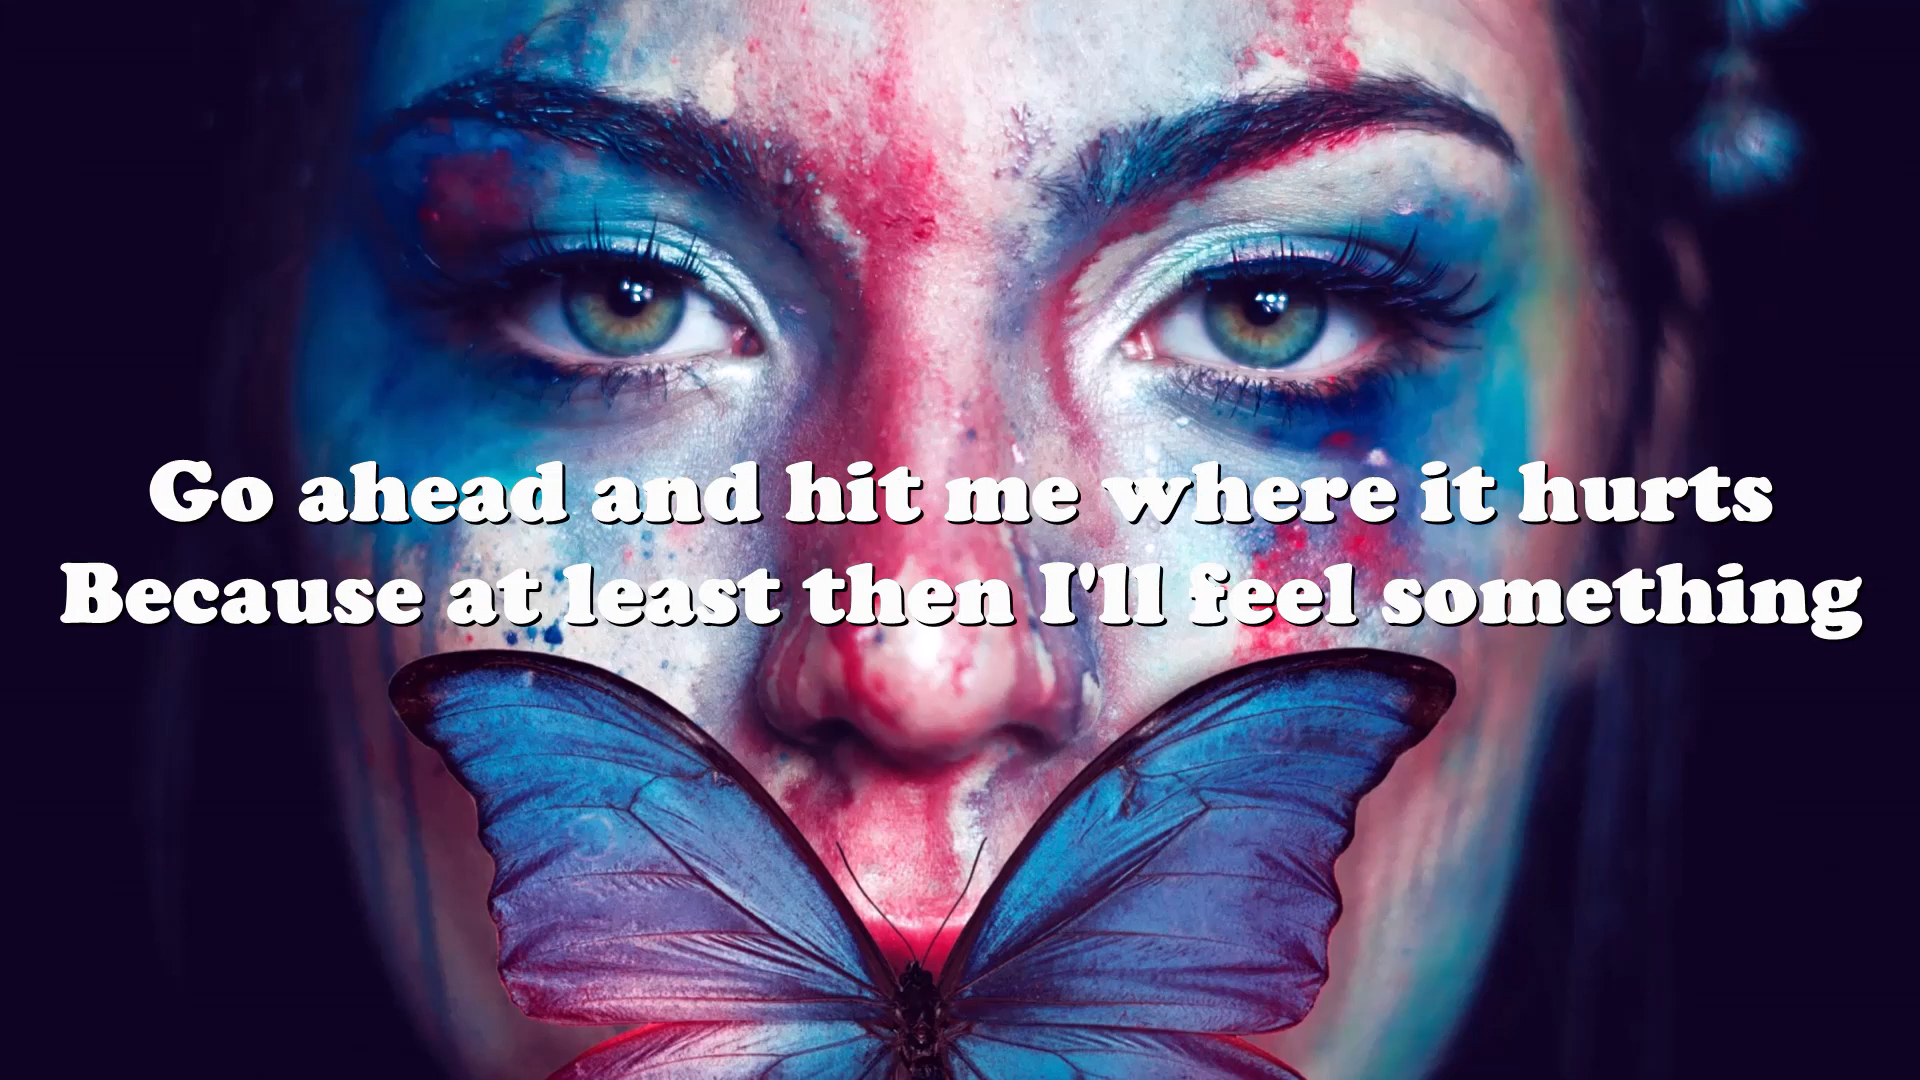 Go ahead and hit me where it hurts
Because at least then I'll feel something